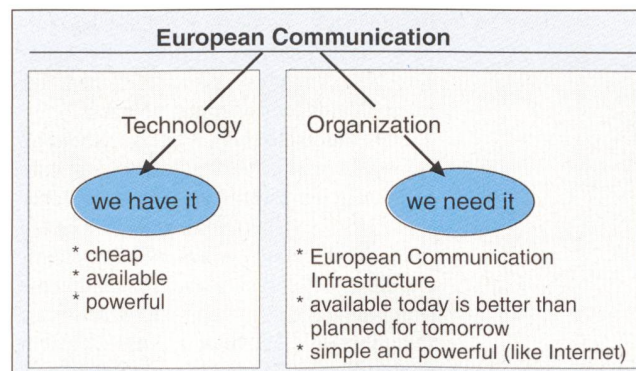 European Communication
Technology
Organization
we have it
we need it
* cheap
* available
* powerful
* European Communication
Infrastructure
* available today is better than
planned for tomorrow
* simple and powerful (like Internet)